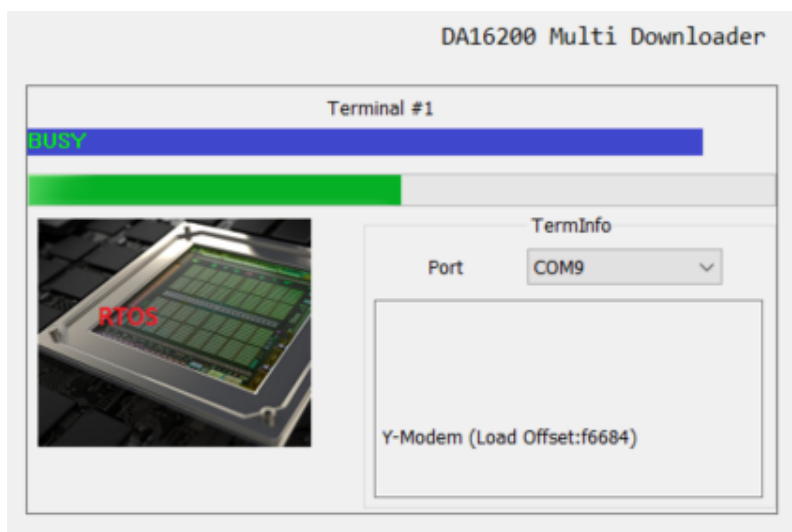 DA16200 Multi Downloader
Terminal #1
BUSY
RTOS
TermInfo
Port COM9
Y-Modem (Load Offset:f6684)